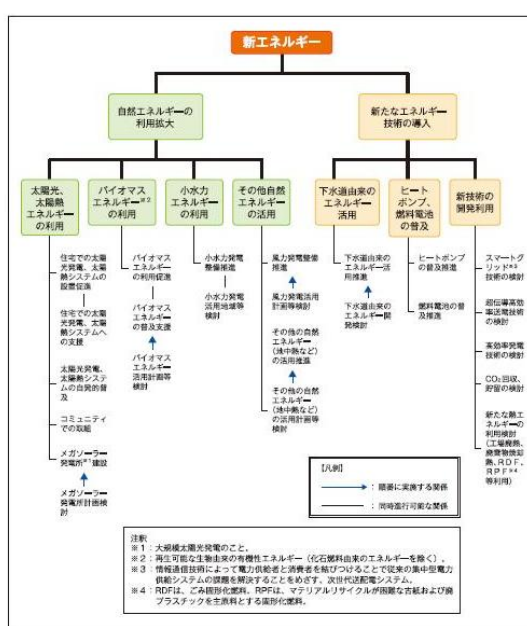 新エネルギー
自然エネルギーの
利用拡大
新たなエネルギー
技術の導入
太陽光、
太陽熱
エネルギーの
利用
バイオマス
エネルギー※2
の利用
小水力
エネルギー
の利用
その他自然
エネルギー
の活用
下水道由来の
エネルギー
活用
ヒート
ポンプ、
燃料電池
の普及
新技術の
開発利用
住宅での太陽
光発電、太陽
熱システムの
設置促進
住宅での太陽
光発電、太陽
熱システムへ
の支援
太陽光発電、
太陽熱システ
ムの自発的普
及
コミュニティ
での取組
メガソーラー
発電所※1建設
メガソーラー
発電所計画検
討
バイオマス
エネルギー
の利用促進
バイオマス
エネルギー
の普及支援
バイオマス
エネルギー
活用計画等
検討
小水力発電
整備推進
小水力発電
活用地域等
検討
風力発電整備
推進
風力発電活用
計画等検討
その他の自然
エネルギー
(地中熱など)
の活用推進
その他の自然
エネルギー
(地中熱など)
の活用計画等
検討
下水道由来の
エネルギー活
用推進
下水道由来の
エネルギー開
発検討
ヒートポンプ
の普及推進
燃料電池の普
及推進
スマートグ
リッド※3
技術の検討
超伝導高効
率送電技術
の検討
高効率発電
技術の検討
CO2回収、
貯留の検討
新たな熱エネ
ルギーの
利用検討
(工場廃熱、
廃棄物焼却
熱、RDF、
RPF※4
等利用)
【凡例】
:順番に実施する関係
:同時進行可能な関係
注釈
※1:大規模太陽光発電のこと。
※2:再生可能な生物由来の有機性エネルギー(化石燃料由来のエネルギーを除く)。
※3:情報通信技術によって電力供給者と消費者を結びつけることで従来の集中型電力
供給システムの課題を解決することをめざす、次世代送配電システム。
※4:RDFは、ごみ固形化燃料。RPFは、マテリアルリサイクルが困難な古紙および廃
プラスチックを主原料とする固形化燃料。